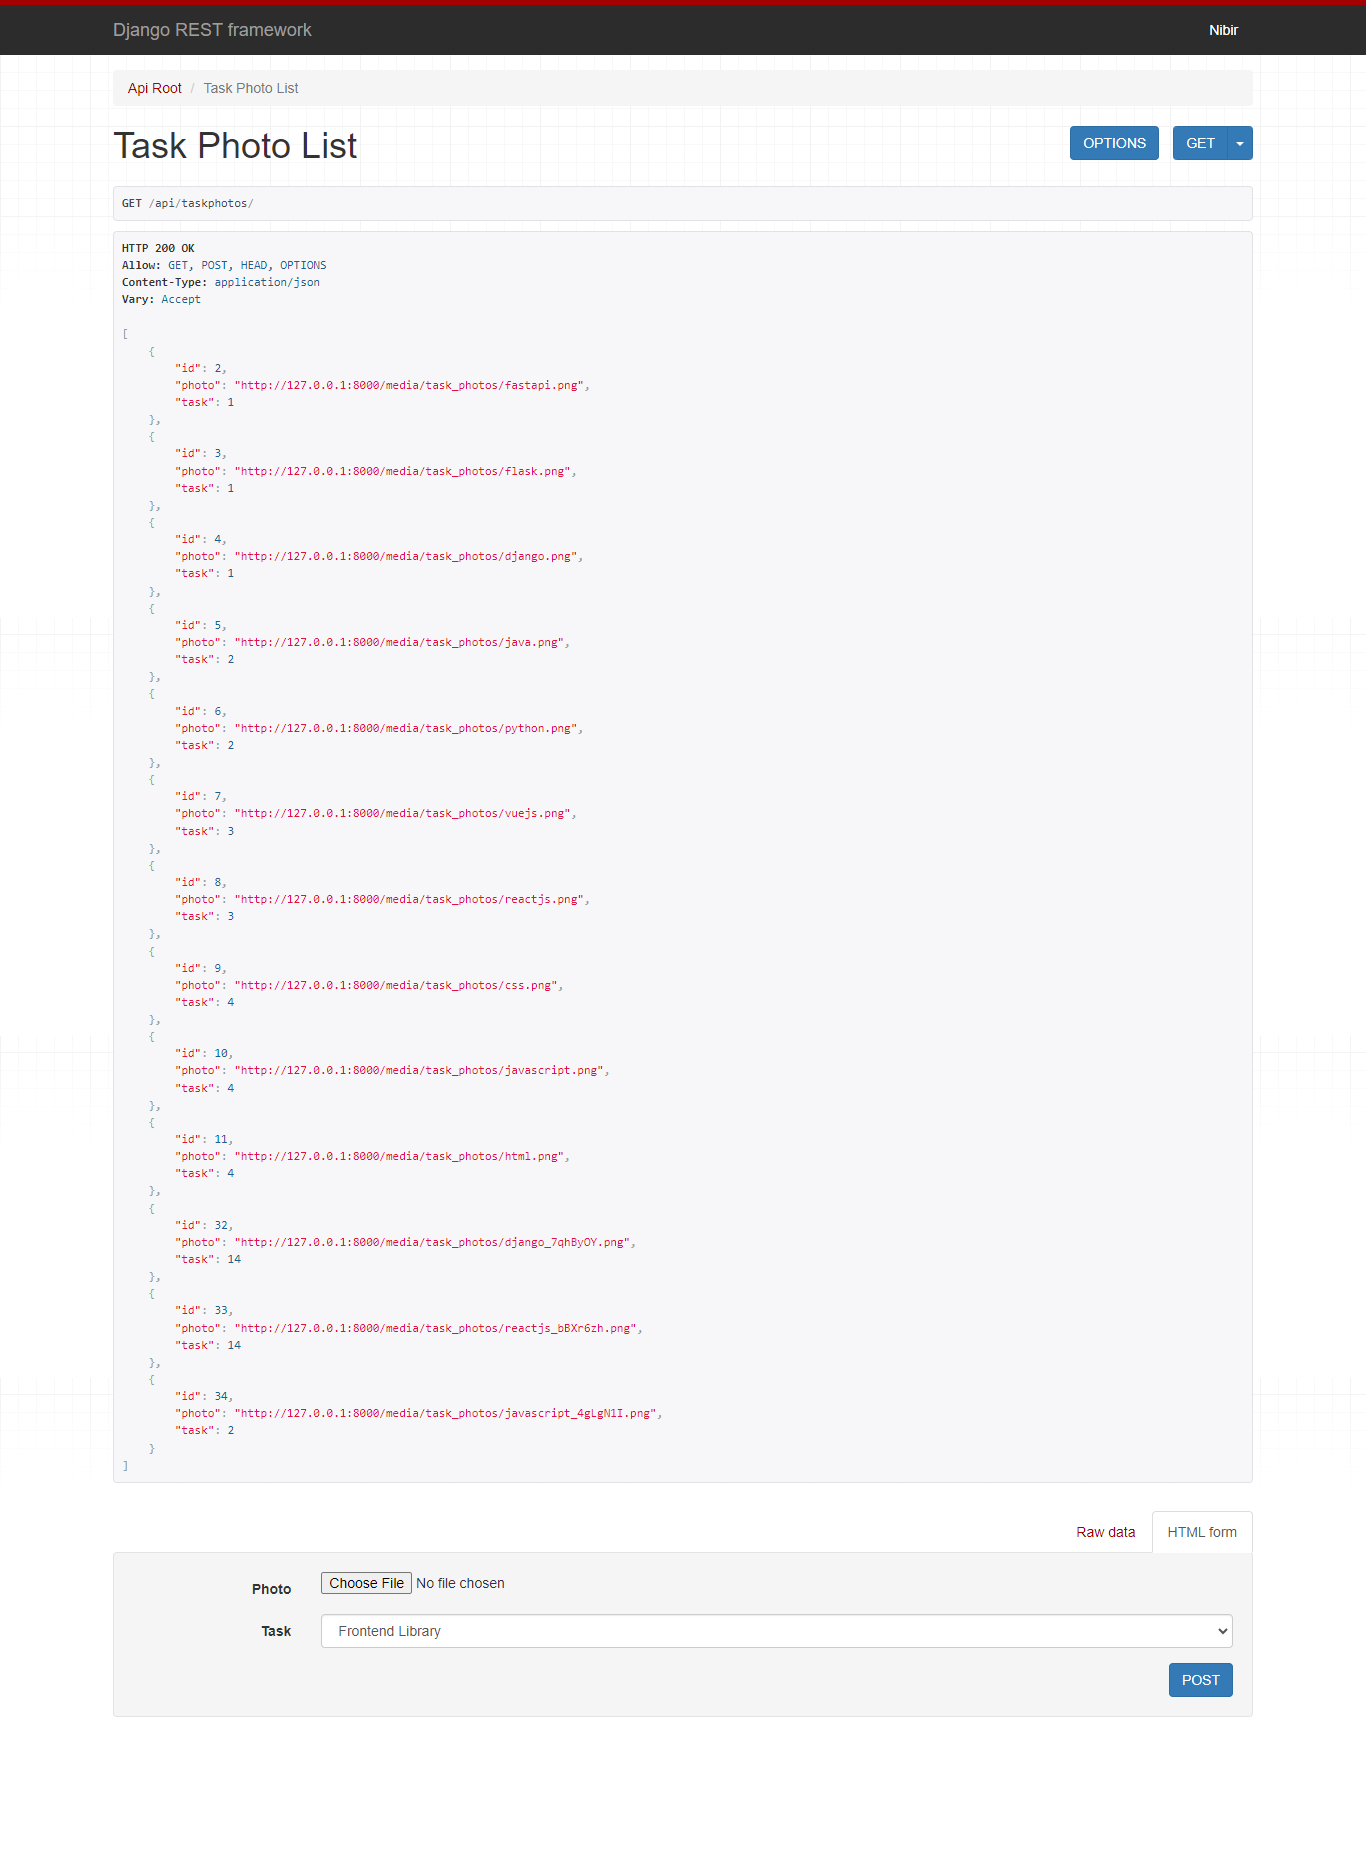 Django REST framework
Nibir
Api Root / Task Photo List
Task Photo List
OPTIONS
GET
GET /api/taskphotos/
HTTP 200 OK
Allow: GET, POST, HEAD, OPTIONS
Content-Type: application/json
Vary: Accept
[
    {
        "id": 2,
        "photo": "http://127.0.0.1:8000/media/task_photos/fastapi.png",
        "task": 1
    },
    {
        "id": 3,
        "photo": "http://127.0.0.1:8000/media/task_photos/flask.png",
        "task": 1
    },
    {
        "id": 4,
        "photo": "http://127.0.0.1:8000/media/task_photos/django.png",
        "task": 1
    },
    {
        "id": 5,
        "photo": "http://127.0.0.1:8000/media/task_photos/java.png",
        "task": 2
    },
    {
        "id": 6,
        "photo": "http://127.0.0.1:8000/media/task_photos/python.png",
        "task": 2
    },
    {
        "id": 7,
        "photo": "http://127.0.0.1:8000/media/task_photos/vuejs.png",
        "task": 3
    },
    {
        "id": 8,
        "photo": "http://127.0.0.1:8000/media/task_photos/reactjs.png",
        "task": 3
    },
    {
        "id": 9,
        "photo": "http://127.0.0.1:8000/media/task_photos/css.png",
        "task": 4
    },
    {
        "id": 10,
        "photo": "http://127.0.0.1:8000/media/task_photos/javascript.png",
        "task": 4
    },
    {
        "id": 11,
        "photo": "http://127.0.0.1:8000/media/task_photos/html.png",
        "task": 4
    },
    {
        "id": 32,
        "photo": "http://127.0.0.1:8000/media/task_photos/django_7qhByOY.png",
        "task": 14
    },
    {
        "id": 33,
        "photo": "http://127.0.0.1:8000/media/task_photos/reactjs_bBXr6zh.png",
        "task": 14
    },
    {
        "id": 34,
        "photo": "http://127.0.0.1:8000/media/task_photos/javascript_4gLgN1I.png",
        "task": 2
    }
]
Raw data
HTML form
Photo
Choose File No file chosen
Task
Frontend Library
POST